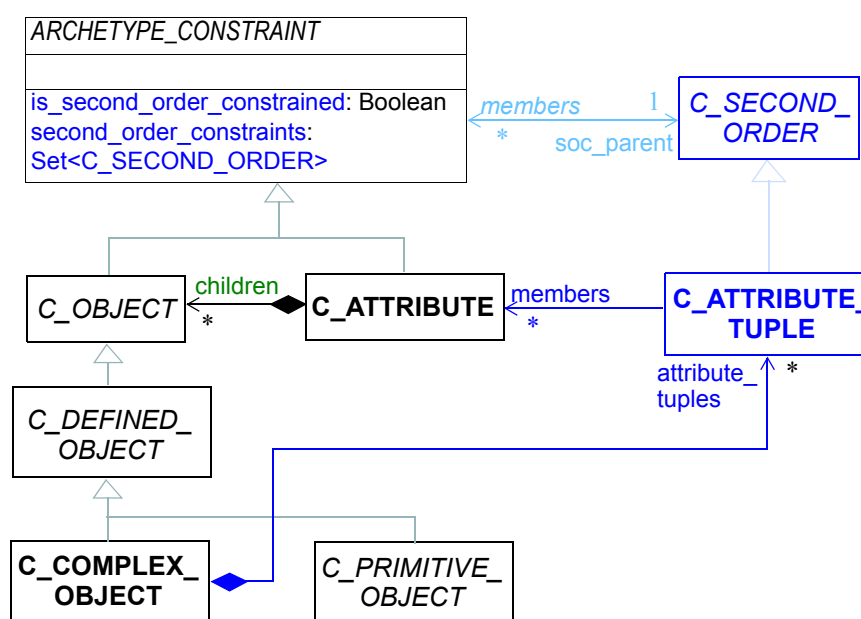 ARCHETYPE_CONSTRAINT
is_second_order_constrained: Boolean
second_order_constraints:
Set<C_SECOND_ORDER>
members
*
1
soc_parent
C_SECOND_
ORDER
C_OBJECT
children
*
C_ATTRIBUTE
members
*
C_ATTRIBUTE_
TUPLE
attribute_
tuples
*
C_DEFINED_
OBJECT
C_COMPLEX_
OBJECT
C_PRIMITIVE_
OBJECT